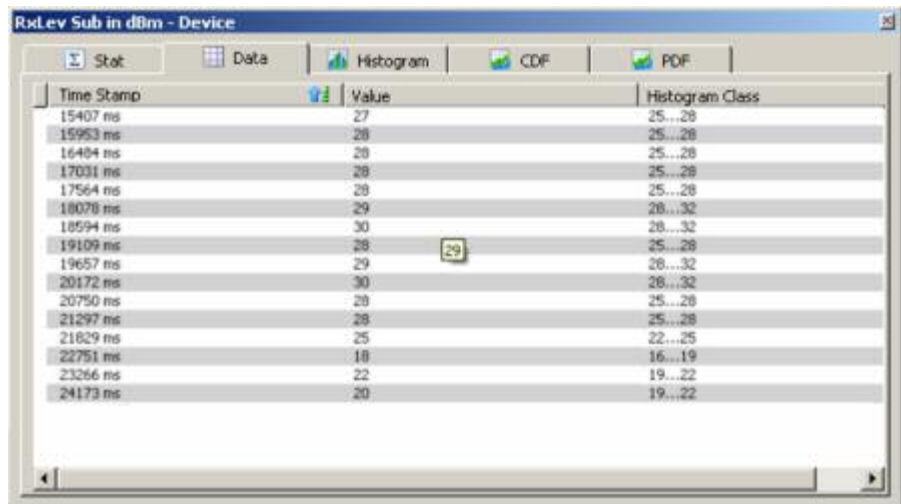 RxLev Sub in dBm - Device
Stat Data Histogram CDF PDF
Time Stamp Value Histogram Class
15407 ms 27 25...28
15953 ms 28 25...28
16484 ms 28 25...28
17031 ms 28 25...28
17564 ms 28 25...28
18078 ms 29 28...32
18594 ms 30 28...32
19109 ms 28 25...28
29
19657 ms 29 28...32
20172 ms 30 28...32
20750 ms 28 25...28
21297 ms 28 25...28
21829 ms 25 22...25
22751 ms 18 16...19
23266 ms 22 19...22
24173 ms 20 19...22